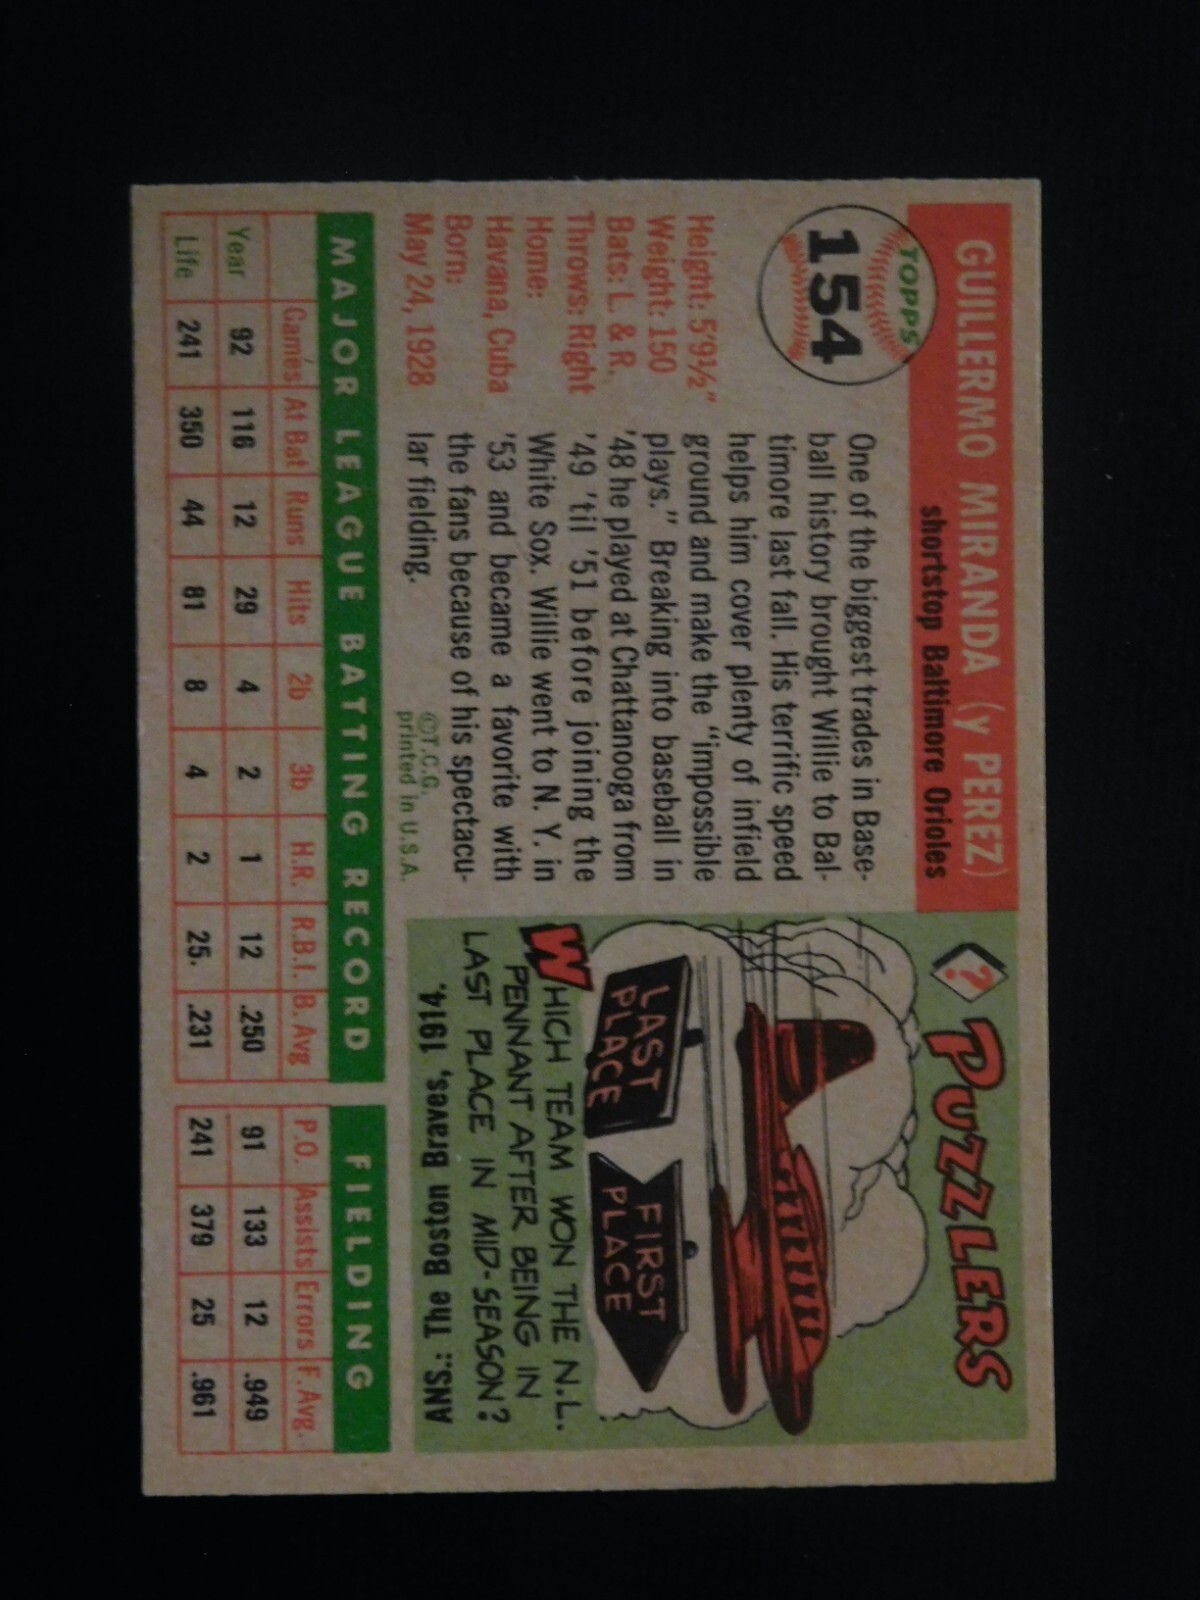 GUILLERMO MIRANDA (y PEREZ)
shortstop Baltimore Orioles
TOPPS
154
Height: 5'9½"
Weight: 150
Bats: L. & R.
Throws: Right
Home:
Havana, Cuba
Born:
May 24, 1928
One of the biggest trades in Base-
ball history brought Willie to Bal-
timore last fall. His terrific speed
helps him cover plenty of infield
ground and make the "impossible
plays." Breaking into baseball in
'48 he played at Chattanooga from
'49 'til '51 before joining the
White Sox. Willie went to N. Y. in
'53 and became a favorite with
the fans because of his spectacu-
lar fielding.
©T.C.G.
printed in U.S.A.
? PUZZLERS
LAST PLACE
FIRST PLACE
WHICH TEAM WON THE N.L.
PENNANT AFTER BEING IN
LAST PLACE IN MID-SEASON?
ANS.: The Boston Braves, 1914.
MAJOR LEAGUE BATTING RECORD FIELDING
Games At Bat Runs Hits 2b 3b H.R. R.B.I. B. Avg P.O. Assists Errors F. Avg.
Year 92 116 12 29 4 2 1 12 .250 91 133 12 .949
Life 241 350 44 81 8 4 2 25. .231 241 379 25 .961